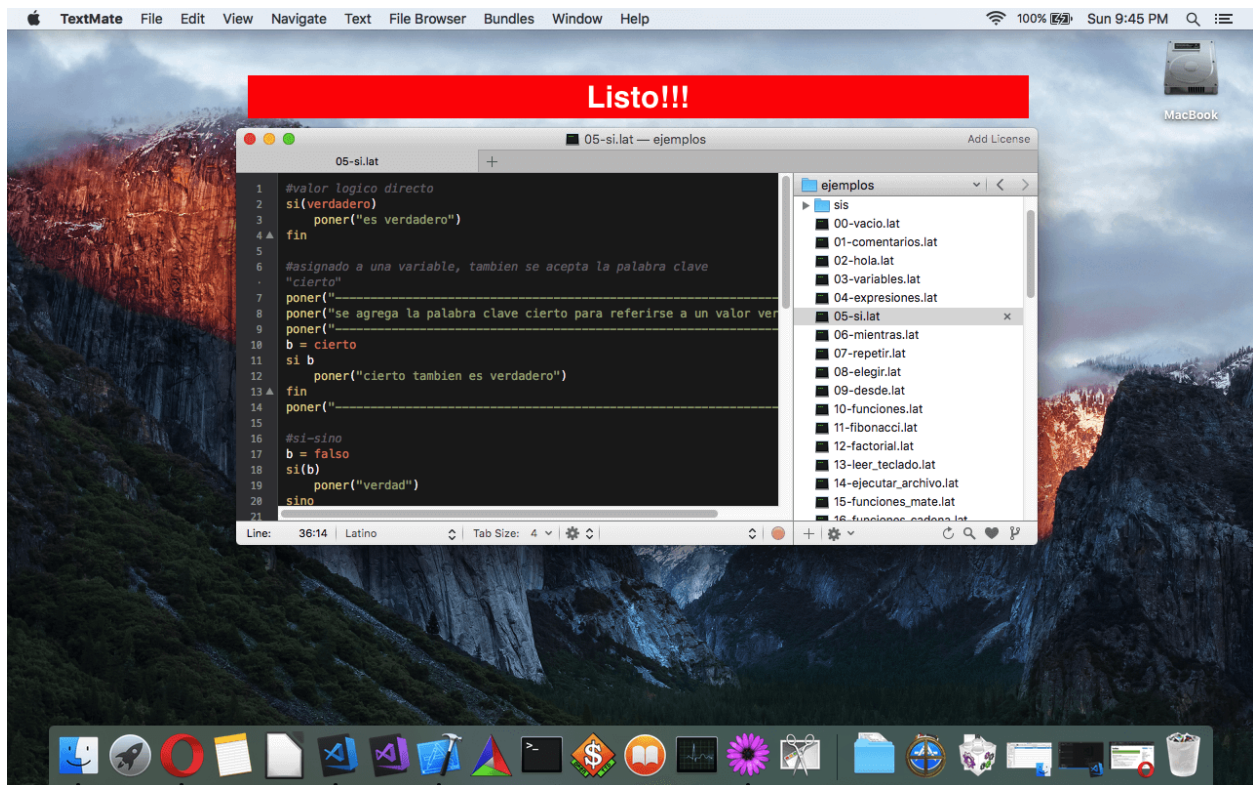 TextMate File Edit View Navigate Text File Browser Bundles Window Help 100% Sun 9:45 PM
MacBook
Listo!!!
05-si.lat — ejemplos Add License
05-si.lat
1 #valor logico directo
2 si(verdadero)
3 poner("es verdadero")
4 fin
5
6 #asignado a una variable, tambien se acepta la palabra clave
"cierto"
7 poner("————————————————————————————————
8 poner("se agrega la palabra clave cierto para referirse a un valor ver
9 poner("————————————————————————————————
10 b = cierto
11 si b
12 poner("cierto tambien es verdadero")
13 fin
14 poner("————————————————————————————————
15
16 #si-sino
17 b = falso
18 si(b)
19 poner("verdad")
20 sino
21
ejemplos
sis
00-vacio.lat
01-comentarios.lat
02-hola.lat
03-variables.lat
04-expresiones.lat
05-si.lat
06-mientras.lat
07-repetir.lat
08-elegir.lat
09-desde.lat
10-funciones.lat
11-fibonacci.lat
12-factorial.lat
13-leer_teclado.lat
14-ejecutar_archivo.lat
15-funciones_mate.lat
16-funciones_cadena.lat
Line: 36:14 Latino Tab Size: 4